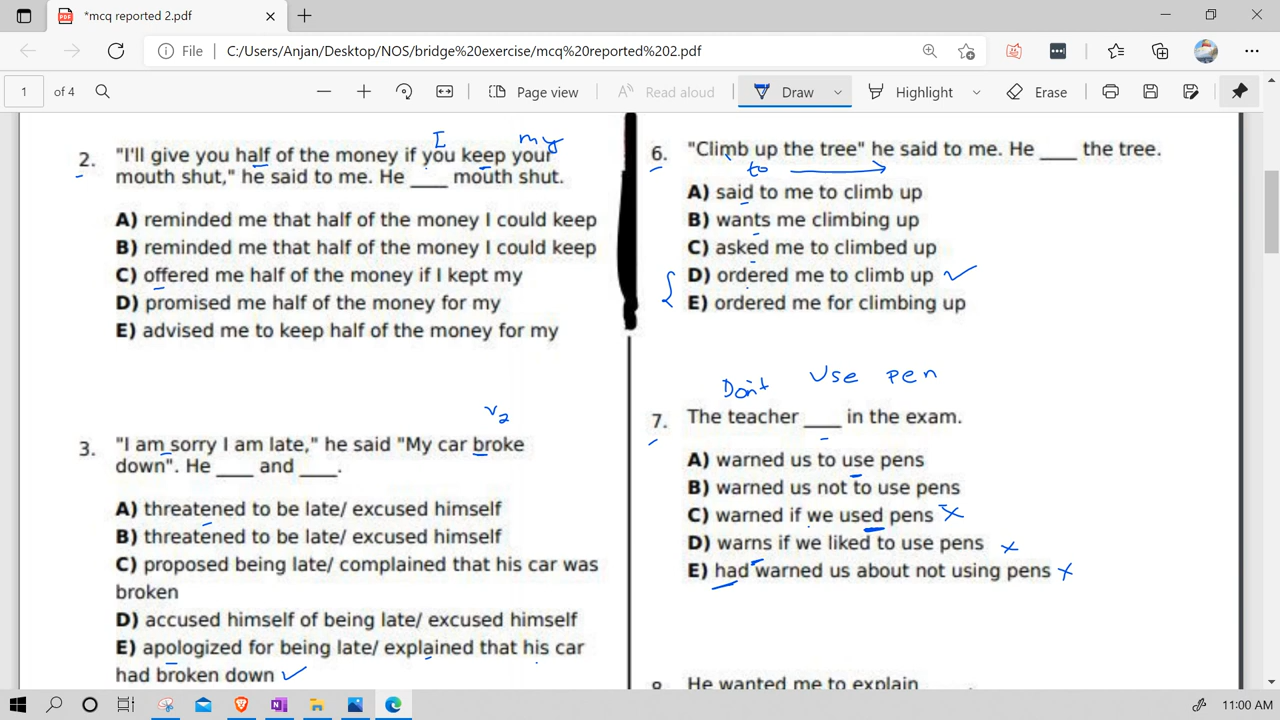 *mcq reported 2.pdf
File C:/Users/Anjan/Desktop/NOS/bridge%20exercise/mcq%20reported%202.pdf
1 of 4 Page view Read aloud Draw Highlight Erase
I my
2. "I'll give you half of the money if you keep your
mouth shut," he said to me. He ____ mouth shut.
A) reminded me that half of the money I could keep
B) reminded me that half of the money I could keep
C) offered me half of the money if I kept my
D) promised me half of the money for my
E) advised me to keep half of the money for my
v2
3. "I am sorry I am late," he said "My car broke
down". He ____ and ____.
A) threatened to be late/ excused himself
B) threatened to be late/ excused himself
C) proposed being late/ complained that his car was
broken
D) accused himself of being late/ excused himself
E) apologized for being late/ explained that his car
had broken down
6. "Climb up the tree" he said to me. He ____ the tree.
to
A) said to me to climb up
B) wants me climbing up
C) asked me to climbed up
D) ordered me to climb up
E) ordered me for climbing up
Don't Use pen
7. The teacher ____ in the exam.
A) warned us to use pens
B) warned us not to use pens
C) warned if we used pens
D) warns if we liked to use pens
E) had warned us about not using pens
8. He wanted me to explain
11:00 AM